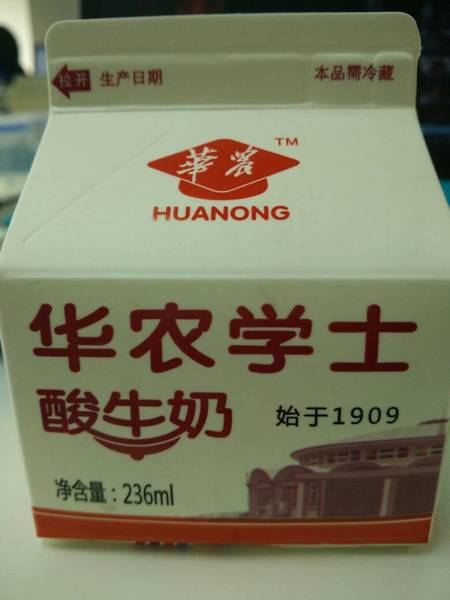 拉开 生产日期 本品需冷藏
華農 TM
HUANONG
华农学士
酸牛奶 始于1909
净含量：236ml